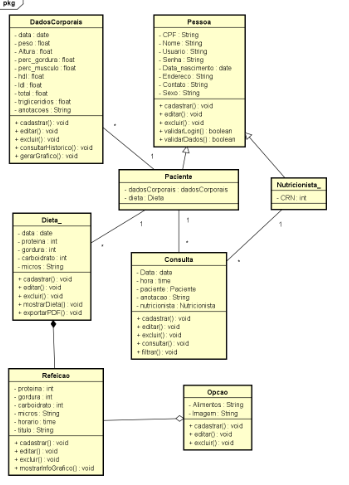 pkg
DadosCorporais
- data : date
- peso : float
- Altura : float
- perc_gordura : float
- perc_musculo : float
- hdl : float
- ldl : float
- total : float
- trigliceridios : float
- anotacoes : String
+ cadastrar() : void
+ editar() : void
+ excluir() : void
+ consultarHistorico() : void
+ gerarGrafico() : void
Pessoa
- CPF : String
- Nome : String
- Usuario : String
- Senha : String
- Data_nascimento : date
- Endereco : String
- Contato : String
- Sexo : String
+ cadastrar() : void
+ editar() : void
+ excluir() : void
+ validarLogin() : boolean
+ validarDados() : boolean
*
1
Paciente
- dadosCorporais : dadosCorporais
- dieta : Dieta
1
Nutricionista_
- CRN : int
1
1
1
*
*
*
Dieta_
- data : date
- proteina : int
- gordura : int
- carboidrato : int
- micros : String
+ cadastrar() : void
+ editar() : void
+ excluir() : void
+ mostrarDieta() : void
+ exportarPDF() : void
Consulta
- Data : date
- hora : time
- paciente : Paciente
- anotacao : String
- nutricionista : Nutricionista
+ cadastrar() : void
+ editar() : void
+ excluir() : void
+ consultar() : void
+ filtrar() : void
Refeicao
- proteina : int
- gordura : int
- carboidrato : int
- micros : String
- horario : time
- titulo : String
+ cadastrar() : void
+ editar() : void
+ excluir() : void
+ mostrarInfoGrafico() : void
Opcao
- Alimentos : String
- Imagem : String
+ cadastrar() : void
+ editar() : void
+ excluir() : void